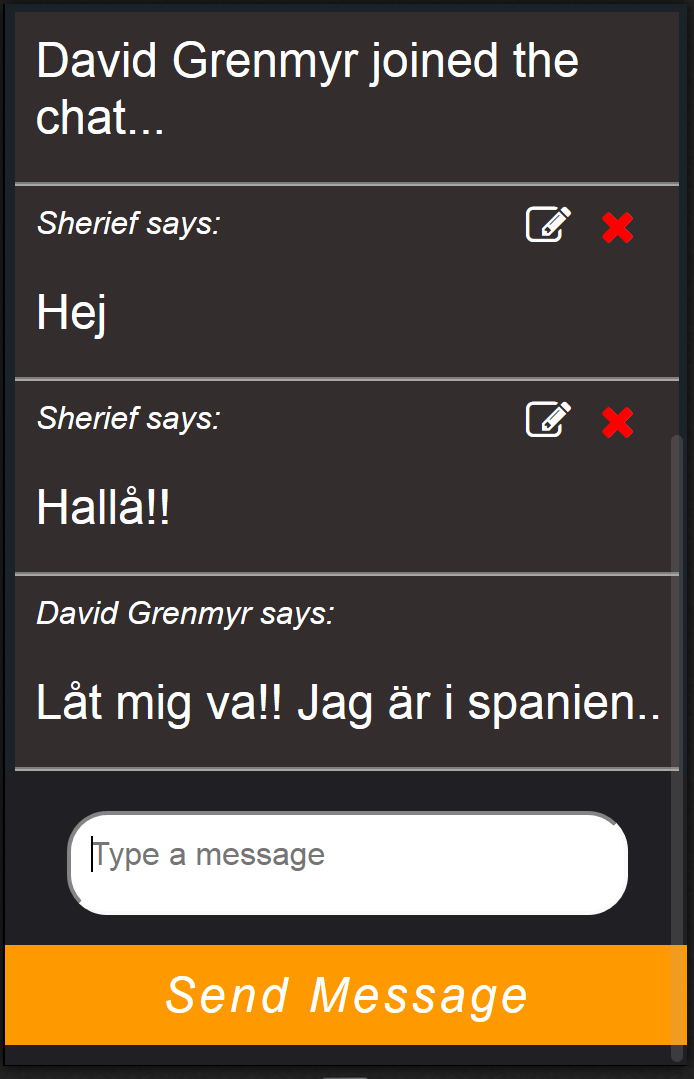 David Grenmyr joined the
chat...
Sherief says:
Hej
Sherief says:
Hallå!!
David Grenmyr says:
Låt mig va!! Jag är i spanien..
Type a message
Send Message